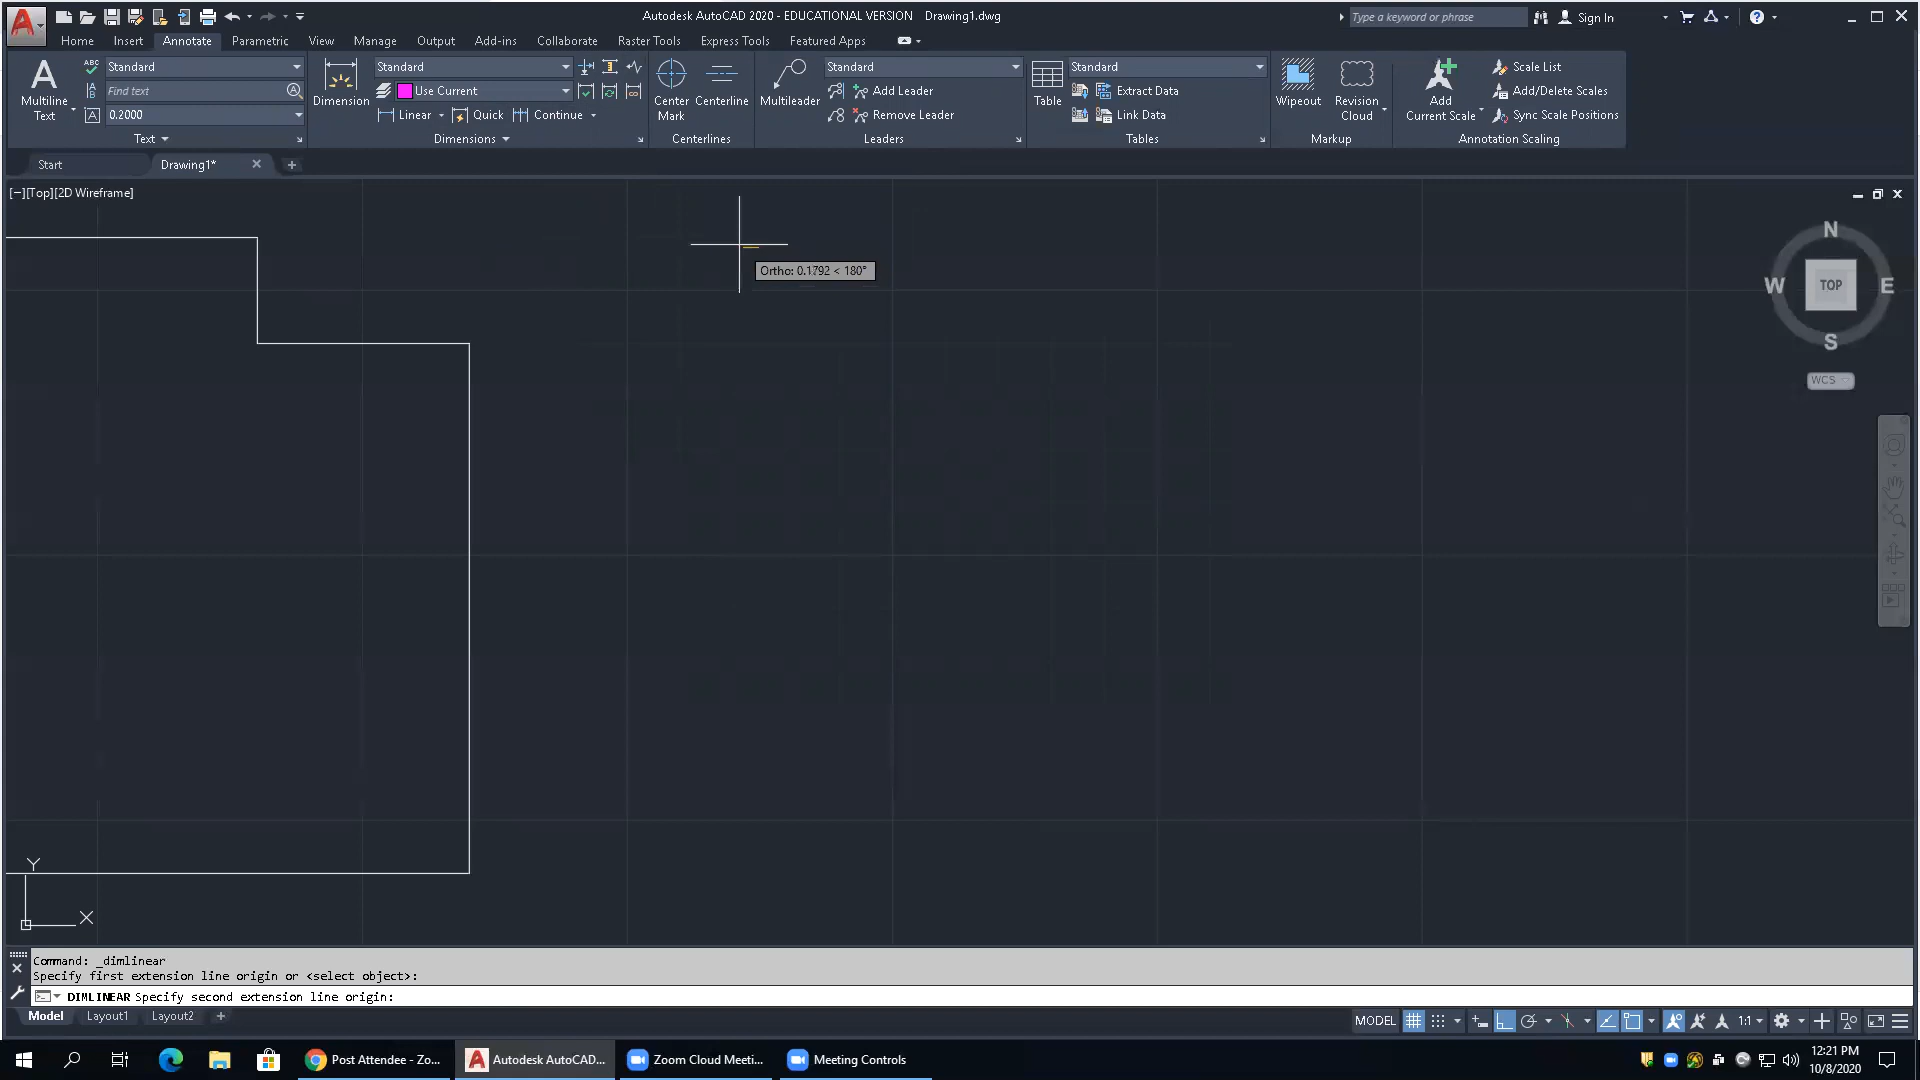 Autodesk AutoCAD 2020 - EDUCATIONAL VERSION Drawing1.dwg
Type a keyword or phrase
Sign In
Home Insert Annotate Parametric View Manage Output Add-ins Collaborate Raster Tools Express Tools Featured Apps
Multiline
Text
Standard
Find text
0.2000
Text
Dimension
Standard
Use Current
Linear Quick Continue
Dimensions
Center
Mark
Centerline
Centerlines
Multileader
Standard
Add Leader
Remove Leader
Leaders
Table
Standard
Extract Data
Link Data
Tables
Wipeout
Revision
Cloud
Markup
Add
Current Scale
Scale List
Add/Delete Scales
Sync Scale Positions
Annotation Scaling
Start
Drawing1*
[−][Top][2D Wireframe]
Ortho: 0.1792 < 180°
N
W TOP E
S
WCS
Y
X
Command: _dimlinear
Specify first extension line origin or <select object>:
DIMLINEAR Specify second extension line origin:
Model Layout1 Layout2
MODEL
1:1
Post Attendee - Zo...
Autodesk AutoCAD...
Zoom Cloud Meeti...
Meeting Controls
12:21 PM
10/8/2020